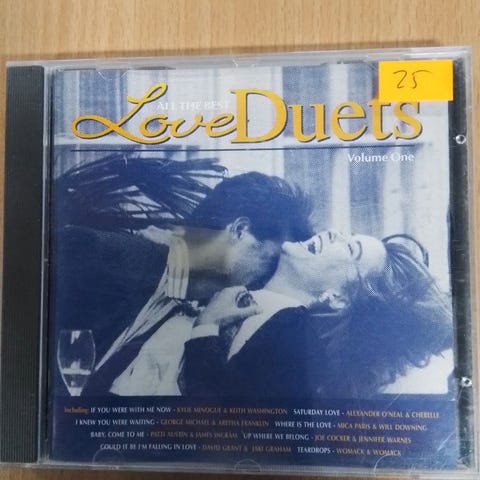 25
ALL THE BEST
Love Duets
Volume One
Including: IF YOU WERE WITH ME NOW - KYLIE MINOGUE & KEITH WASHINGTON SATURDAY LOVE - ALEXANDER O'NEAL & CHERELLE
I KNEW YOU WERE WAITING - GEORGE MICHAEL & ARETHA FRANKLIN WHERE IS THE LOVE - MICA PARIS & WILL DOWNING
BABY, COME TO ME - PATTI AUSTIN & JAMES INGRAM UP WHERE WE BELONG - JOE COCKER & JENNIFER WARNES
COULD IT BE I'M FALLING IN LOVE - DAVID GRANT & JAKI GRAHAM TEARDROPS - WOMACK & WOMACK